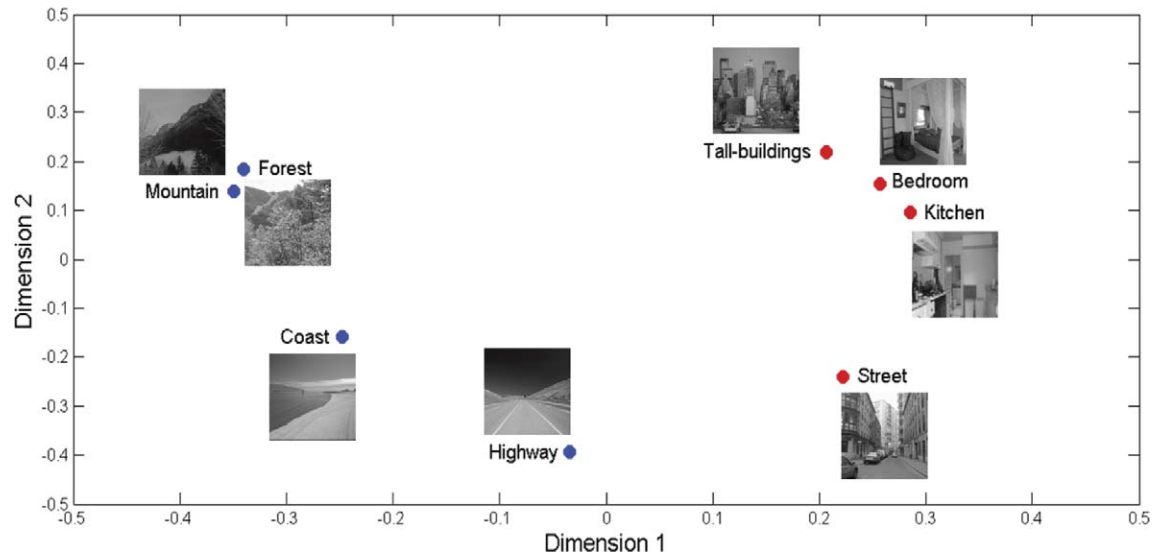 0.5
0.4
0.3
0.2
0.1
0
-0.1
-0.2
-0.3
-0.4
-0.5
Dimension 2
Tall-buildings
Forest
Mountain
Bedroom
Kitchen
Coast
Street
Highway
-0.5 -0.4 -0.3 -0.2 -0.1 0 0.1 0.2 0.3 0.4 0.5
Dimension 1